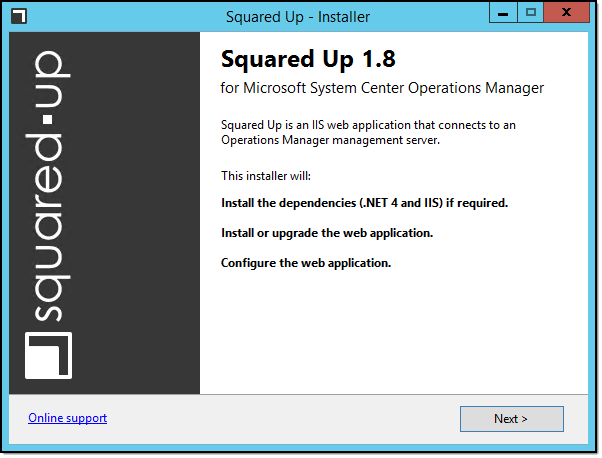 Squared Up - Installer
squared·up
Squared Up 1.8
for Microsoft System Center Operations Manager
Squared Up is an IIS web application that connects to an
Operations Manager management server.
This installer will:
Install the dependencies (.NET 4 and IIS) if required.
Install or upgrade the web application.
Configure the web application.
Online support
Next >